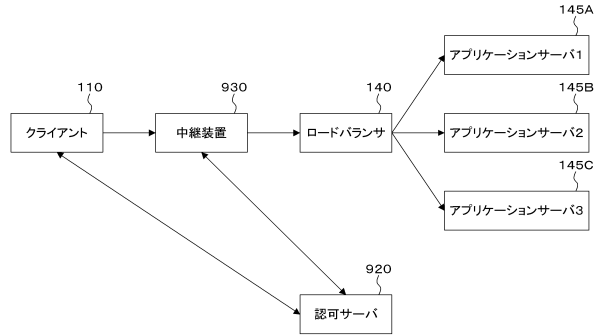 145A
アプリケーションサーバ1
110
930
140
145B
クライアント
中継装置
ロードバランサ
アプリケーションサーバ2
145C
アプリケーションサーバ3
920
認可サーバ